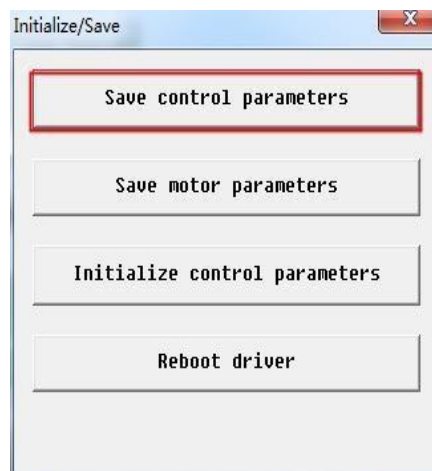 Initialize/Save
X
Save control parameters
Save motor parameters
Initialize control parameters
Reboot driver